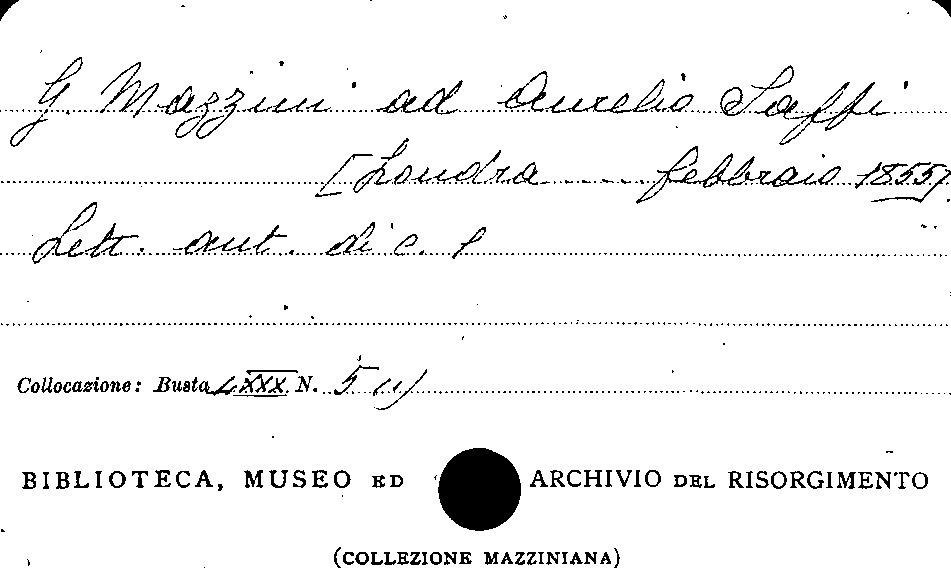 G. Mazzini ad Aurelio Saffi
[Londra .... febbraio 1855].
Lett. aut. di c. 1
Collocazione: Busta LXXX N. 5 (1)
BIBLIOTECA, MUSEO ED ARCHIVIO DEL RISORGIMENTO
(COLLEZIONE MAZZINIANA)